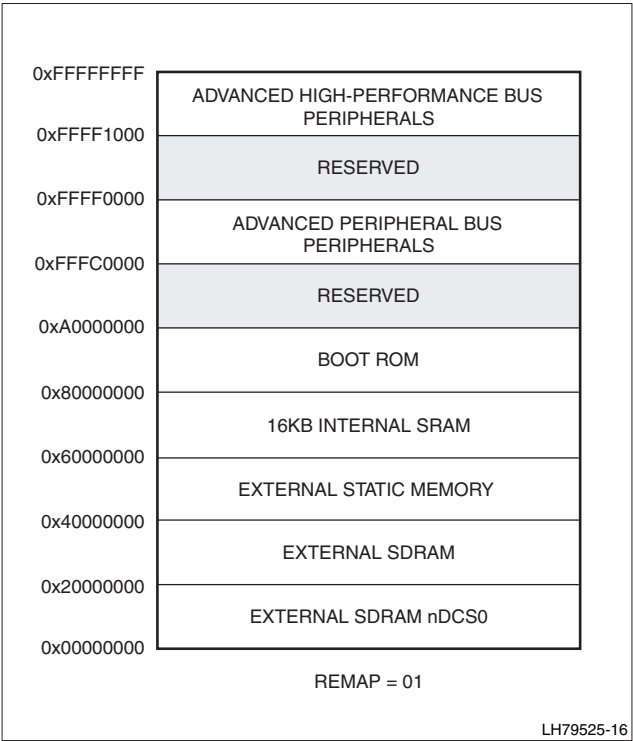 0xFFFFFFFF
ADVANCED HIGH-PERFORMANCE BUS
PERIPHERALS
0xFFFF1000
RESERVED
0xFFFF0000
ADVANCED PERIPHERAL BUS
PERIPHERALS
0xFFFC0000
RESERVED
0xA0000000
BOOT ROM
0x80000000
16KB INTERNAL SRAM
0x60000000
EXTERNAL STATIC MEMORY
0x40000000
EXTERNAL SDRAM
0x20000000
EXTERNAL SDRAM nDCS0
0x00000000
REMAP = 01
LH79525-16